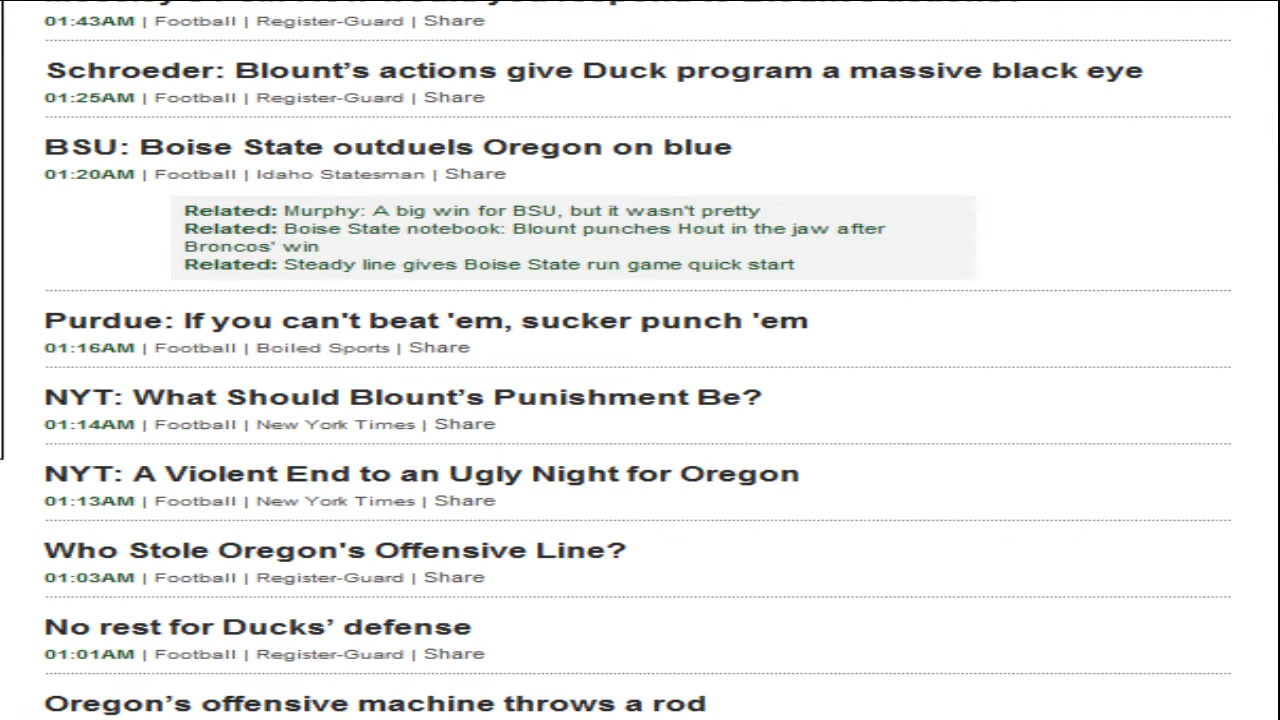 01:43AM | Football | Register-Guard | Share
Schroeder: Blount’s actions give Duck program a massive black eye
01:25AM | Football | Register-Guard | Share
BSU: Boise State outduels Oregon on blue
01:20AM | Football | Idaho Statesman | Share
Related: Murphy: A big win for BSU, but it wasn't pretty
Related: Boise State notebook: Blount punches Hout in the jaw after
Broncos' win
Related: Steady line gives Boise State run game quick start
Purdue: If you can't beat 'em, sucker punch 'em
01:16AM | Football | Boiled Sports | Share
NYT: What Should Blount’s Punishment Be?
01:14AM | Football | New York Times | Share
NYT: A Violent End to an Ugly Night for Oregon
01:13AM | Football | New York Times | Share
Who Stole Oregon's Offensive Line?
01:03AM | Football | Register-Guard | Share
No rest for Ducks’ defense
01:01AM | Football | Register-Guard | Share
Oregon’s offensive machine throws a rod